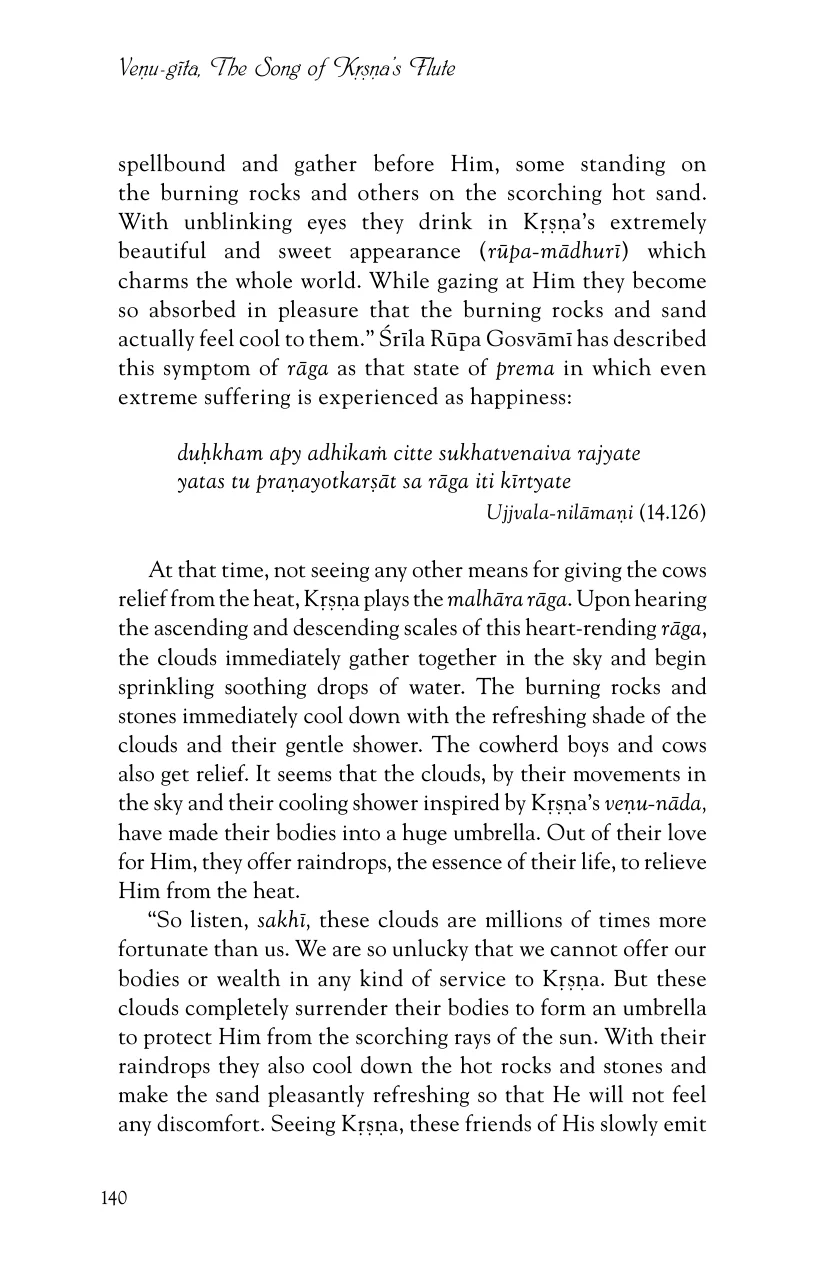 Veṇu-gīta, The Song of Kṛṣṇa's Flute
spellbound and gather before Him, some standing on
the burning rocks and others on the scorching hot sand.
With unblinking eyes they drink in Kṛṣṇa's extremely
beautiful and sweet appearance (rūpa-mādhurī) which
charms the whole world. While gazing at Him they become
so absorbed in pleasure that the burning rocks and sand
actually feel cool to them.” Śrīla Rūpa Gosvāmī has described
this symptom of rāga as that state of prema in which even
extreme suffering is experienced as happiness:
duḥkham apy adhikaṁ citte sukhatvenaiva rajyate
yatas tu praṇayotkarṣāt sa rāga iti kīrtyate
Ujjvala-nilāmaṇi (14.126)
At that time, not seeing any other means for giving the cows
relief from the heat, Kṛṣṇa plays the malhāra rāga. Upon hearing
the ascending and descending scales of this heart-rending rāga,
the clouds immediately gather together in the sky and begin
sprinkling soothing drops of water. The burning rocks and
stones immediately cool down with the refreshing shade of the
clouds and their gentle shower. The cowherd boys and cows
also get relief. It seems that the clouds, by their movements in
the sky and their cooling shower inspired by Kṛṣṇa's veṇu-nāda,
have made their bodies into a huge umbrella. Out of their love
for Him, they offer raindrops, the essence of their life, to relieve
Him from the heat.
“So listen, sakhī, these clouds are millions of times more
fortunate than us. We are so unlucky that we cannot offer our
bodies or wealth in any kind of service to Kṛṣṇa. But these
clouds completely surrender their bodies to form an umbrella
to protect Him from the scorching rays of the sun. With their
raindrops they also cool down the hot rocks and stones and
make the sand pleasantly refreshing so that He will not feel
any discomfort. Seeing Kṛṣṇa, these friends of His slowly emit
140